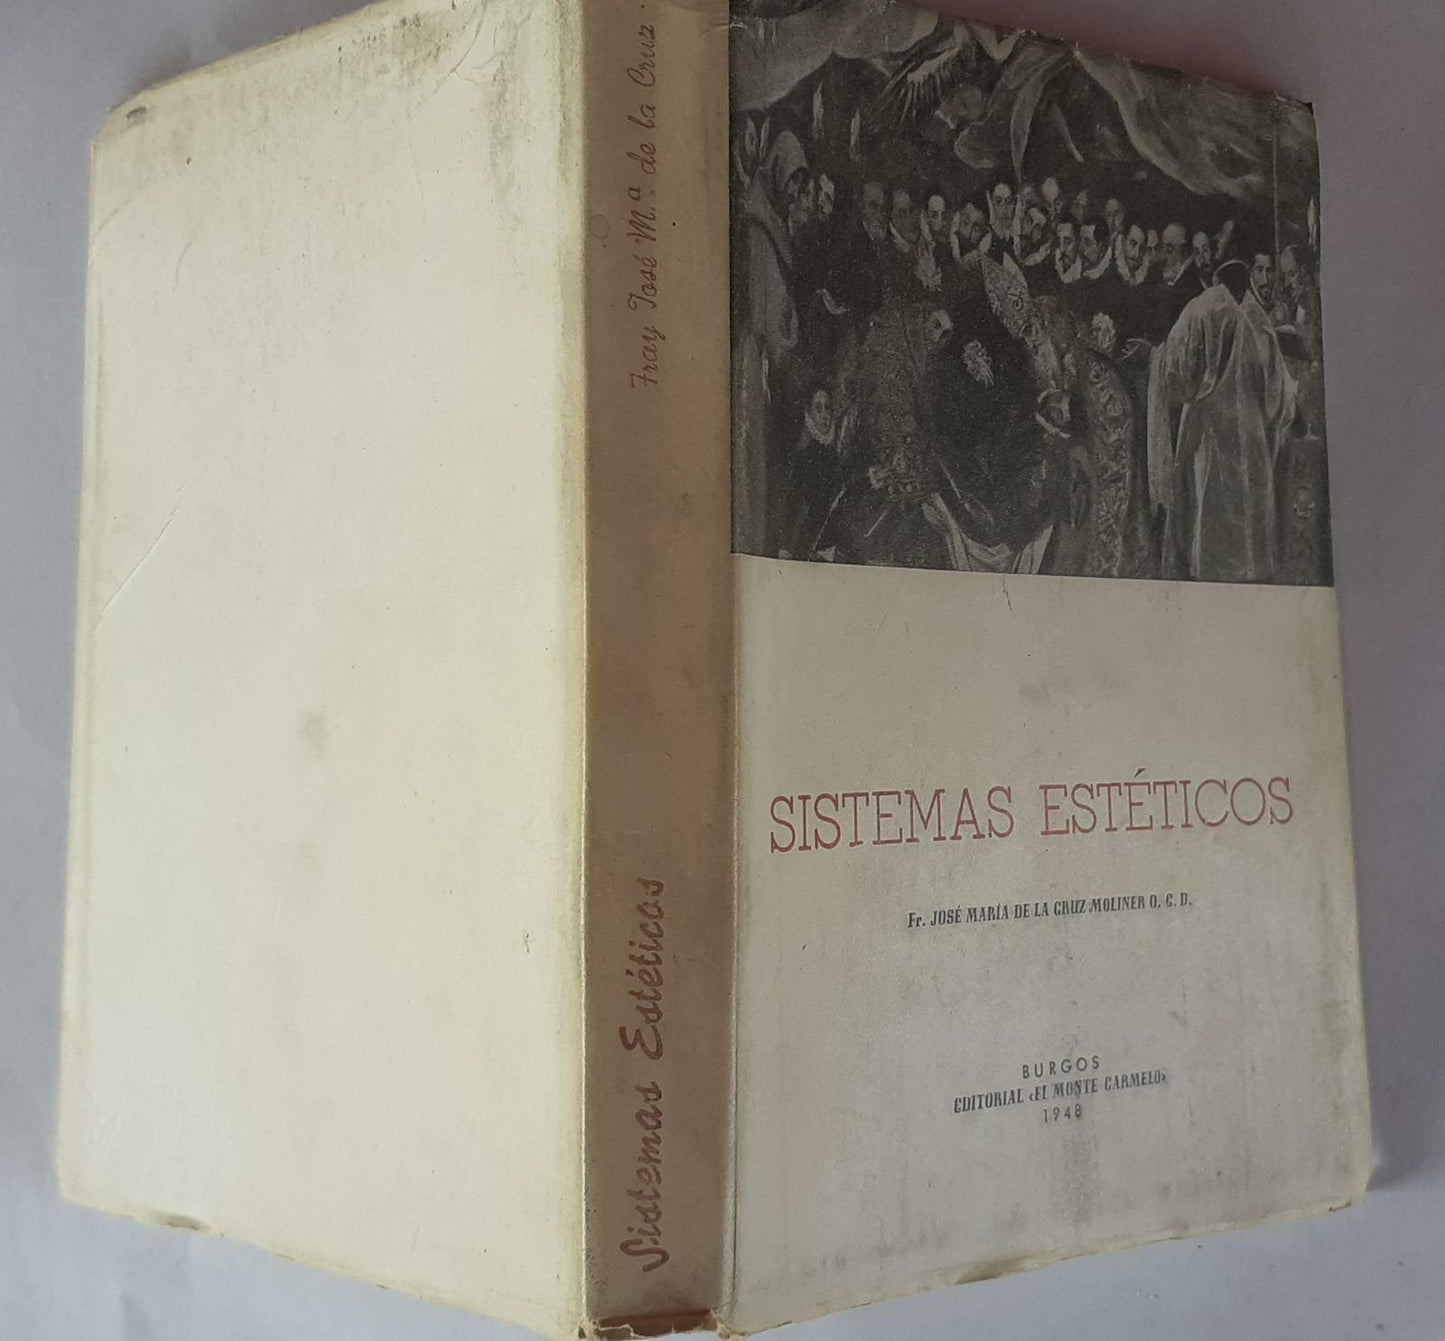 Sistemas Estéticos
Fray José M.ª de la Cruz
SISTEMAS ESTÉTICOS
Fr. JOSÉ MARÍA DE LA CRUZ MOLINER O. C. D.
BURGOS
EDITORIAL «EL MONTE CARMELO»
1948